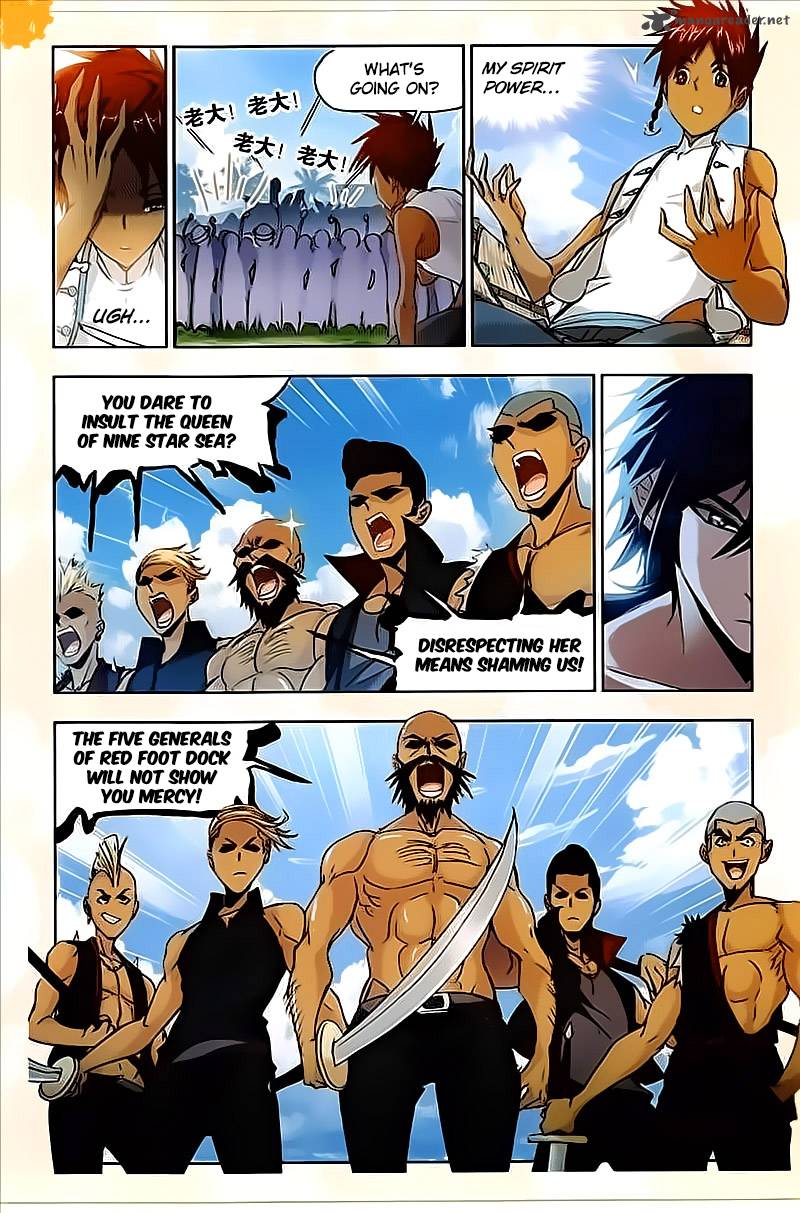 mangareader.net
UGH...
WHAT'S
GOING ON?
老大! 老大!
老大! 老大!
MY SPIRIT
POWER...
YOU DARE TO
INSULT THE QUEEN
OF NINE STAR SEA?
DISRESPECTING HER
MEANS SHAMING US!
THE FIVE GENERALS
OF RED FOOT DOCK
WILL NOT SHOW
YOU MERCY!